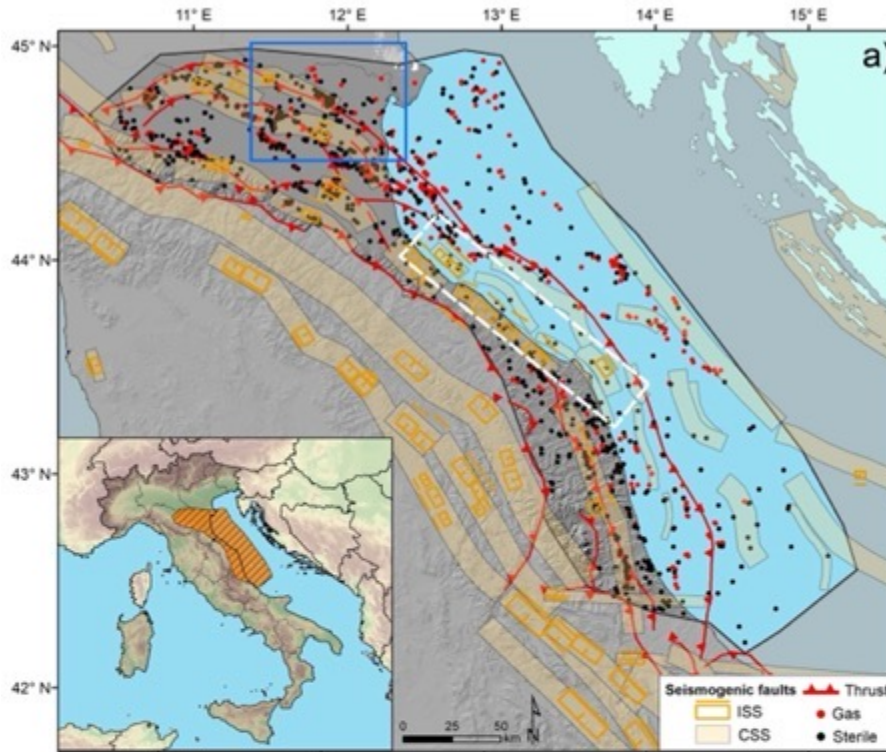 11° E 12° E 13° E 14° E 15° E
45° N
a)
44° N
43° N
42° N
Seismogenic faults
Thrust
ISS
Gas
CSS
Sterile
0 25 50
km